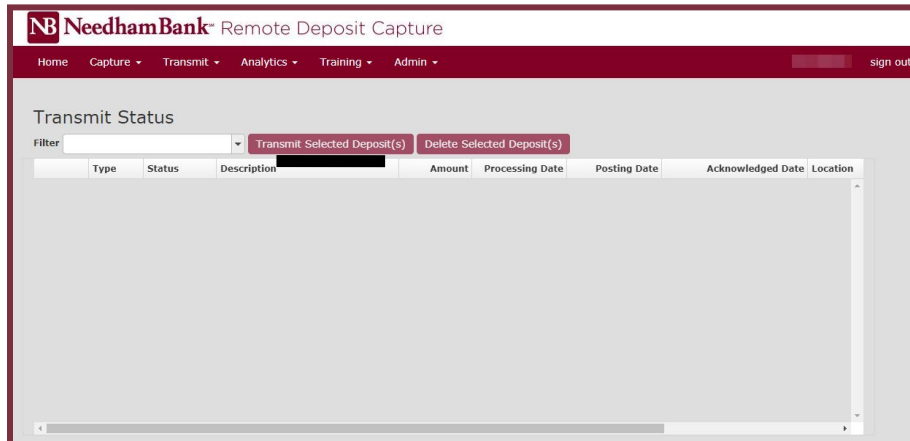 NB NeedhamBank℠ Remote Deposit Capture
Home Capture Transmit Analytics Training Admin sign out
Transmit Status
Filter Transmit Selected Deposit(s) Delete Selected Deposit(s)
Type Status Description Amount Processing Date Posting Date Acknowledged Date Location